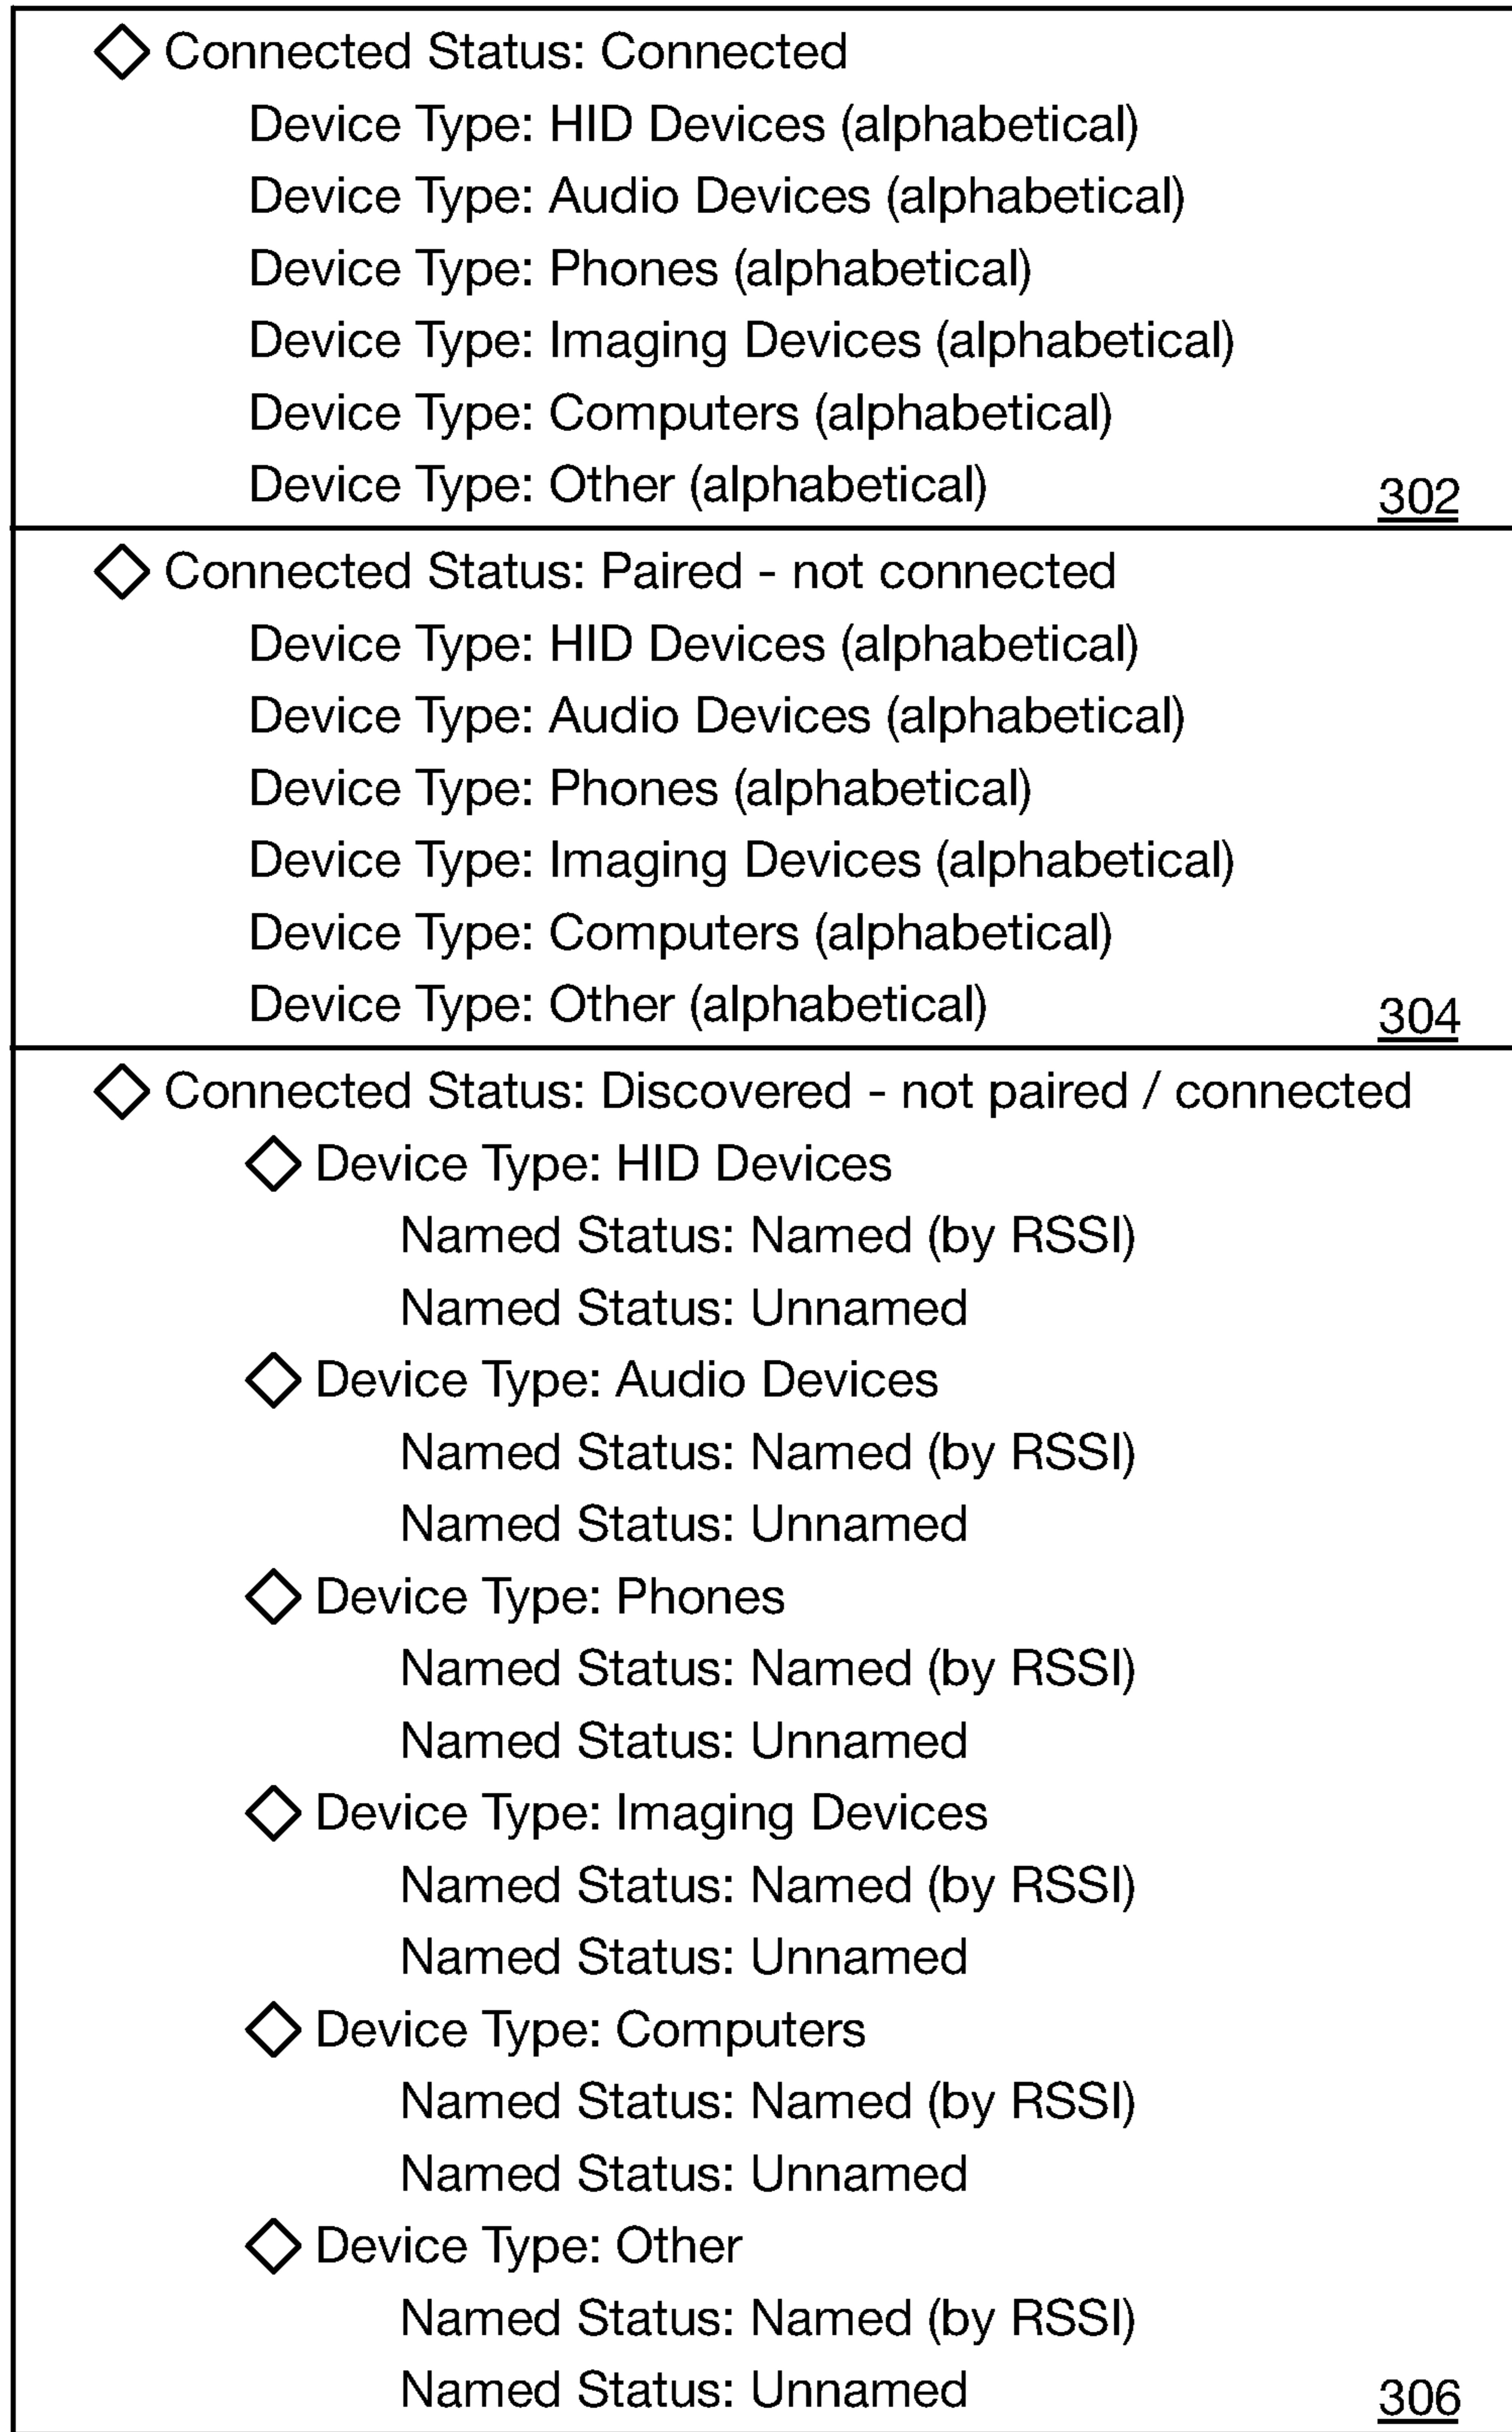 Connected Status: Connected
Device Type: HID Devices (alphabetical)
Device Type: Audio Devices (alphabetical)
Device Type: Phones (alphabetical)
Device Type: Imaging Devices (alphabetical)
Device Type: Computers (alphabetical)
Device Type: Other (alphabetical)
302
Connected Status: Paired - not connected
Device Type: HID Devices (alphabetical)
Device Type: Audio Devices (alphabetical)
Device Type: Phones (alphabetical)
Device Type: Imaging Devices (alphabetical)
Device Type: Computers (alphabetical)
Device Type: Other (alphabetical)
304
Connected Status: Discovered - not paired / connected
Device Type: HID Devices
Named Status: Named (by RSSI)
Named Status: Unnamed
Device Type: Audio Devices
Named Status: Named (by RSSI)
Named Status: Unnamed
Device Type: Phones
Named Status: Named (by RSSI)
Named Status: Unnamed
Device Type: Imaging Devices
Named Status: Named (by RSSI)
Named Status: Unnamed
Device Type: Computers
Named Status: Named (by RSSI)
Named Status: Unnamed
Device Type: Other
Named Status: Named (by RSSI)
Named Status: Unnamed
306